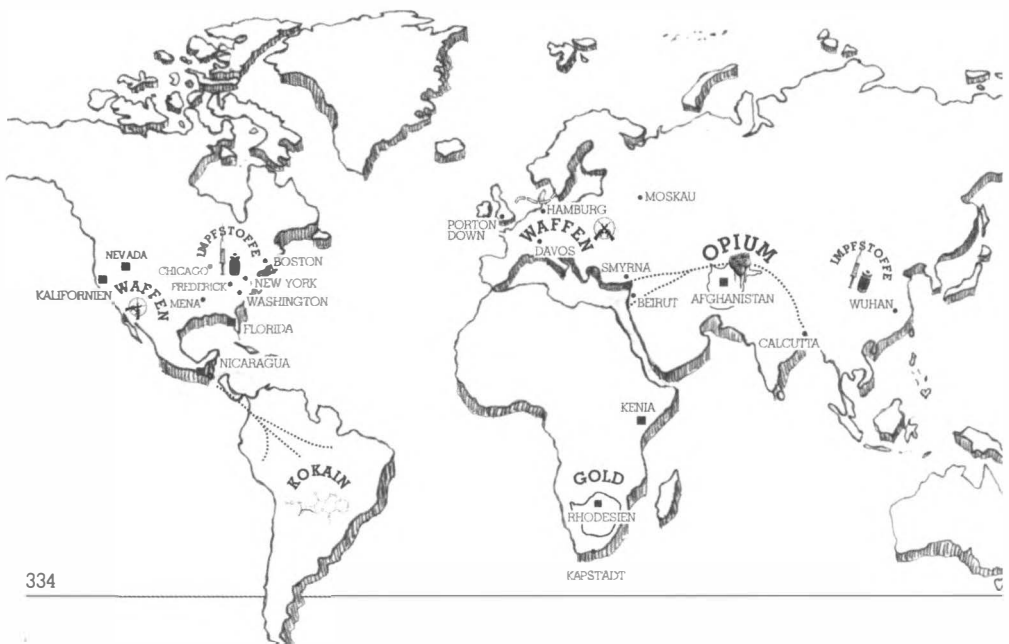 MOSKAU
HAMBURG
PORTON
DOWN
WAFFEN
DAVOS
OPIUM
IMPFSTOFFE
BOSTON
NEVADA
CHICAGO
SMYRNA
IMPFSTOFFE
FREDERICK
NEW YORK
KALIFORNIEN
WAFFEN
MENA
WASHINGTON
BEIRUT
AFGHANISTAN
WUHAN
FLORIDA
CALCUTTA
NICARAGUA
KENIA
KOKAIN
GOLD
RHODESIEN
KAPSTADT
334